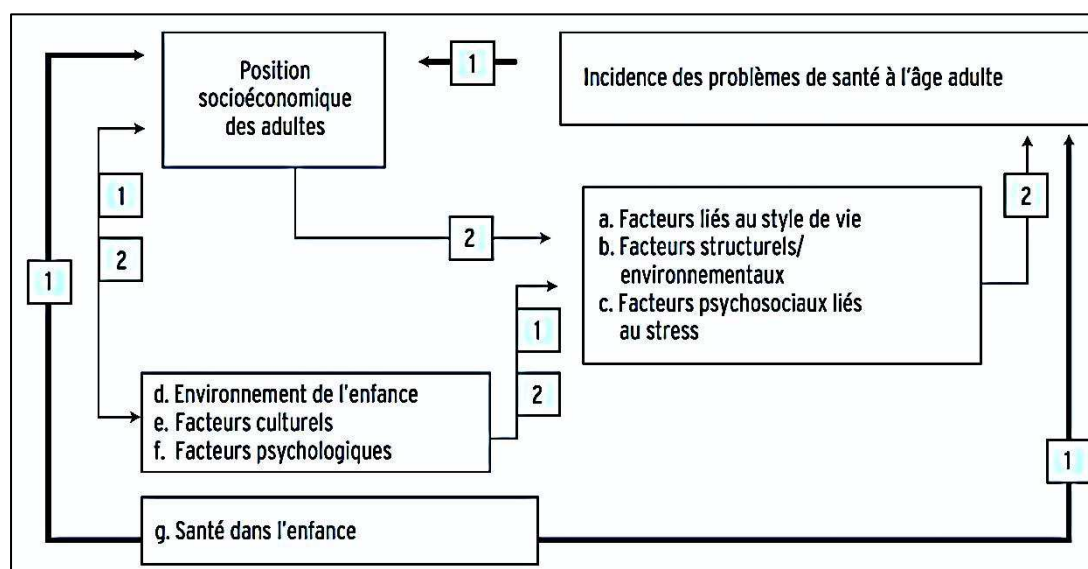 Position
socioéconomique
des adultes
1
Incidence des problèmes de santé à l'âge adulte
1
2
1
2
a. Facteurs liés au style de vie
b. Facteurs structurels/
environnementaux
c. Facteurs psychosociaux liés
au stress
2
1
2
d. Environnement de l'enfance
e. Facteurs culturels
f. Facteurs psychologiques
1
g. Santé dans l'enfance